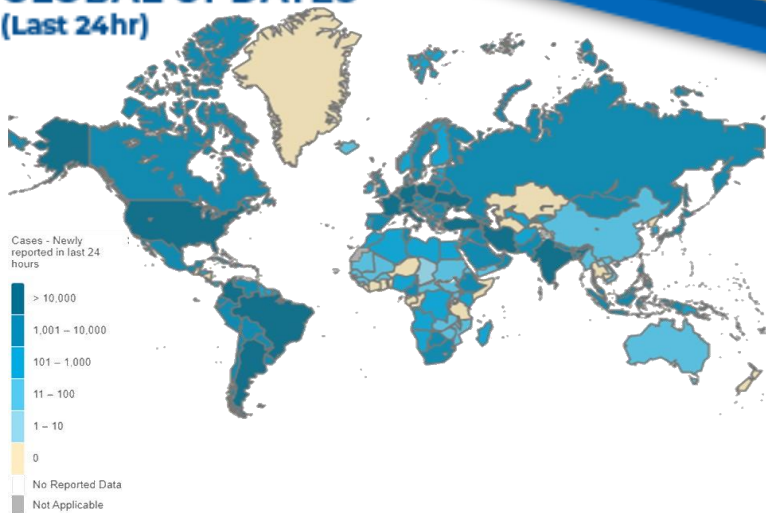 (Last 24hr)
Cases - Newly
reported in last 24
hours
> 10,000
1,001 – 10,000
101 – 1,000
11 – 100
1 – 10
0
No Reported Data
Not Applicable